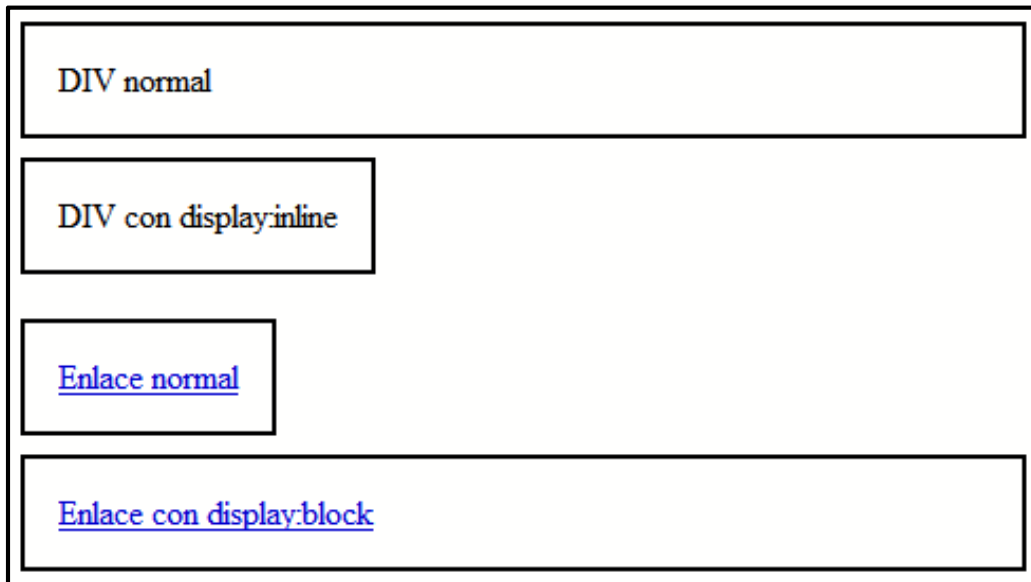 DIV normal
DIV con display:inline
Enlace normal
Enlace con display:block